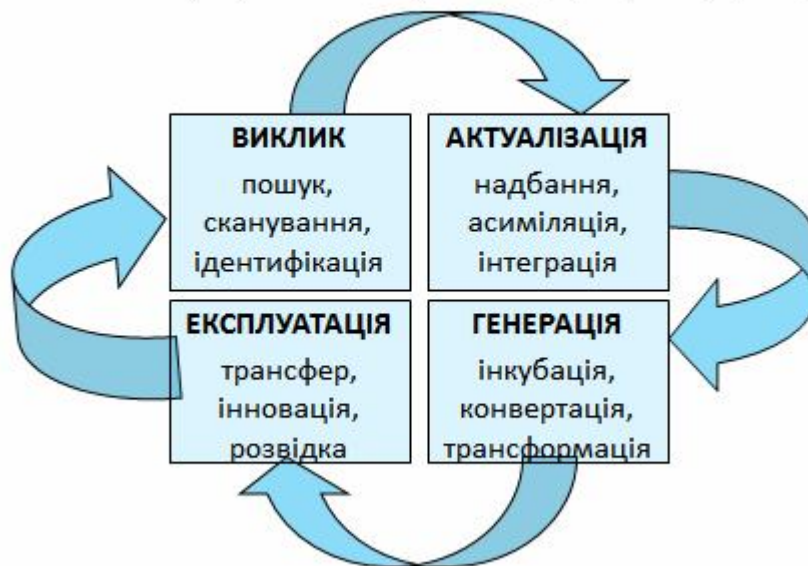 ВИКЛИК
пошук,
сканування,
ідентифікація
АКТУАЛІЗАЦІЯ
надбання,
асиміляція,
інтеграція
ЕКСПЛУАТАЦІЯ
трансфер,
інновація,
розвідка
ГЕНЕРАЦІЯ
інкубація,
конвертація,
трансформація